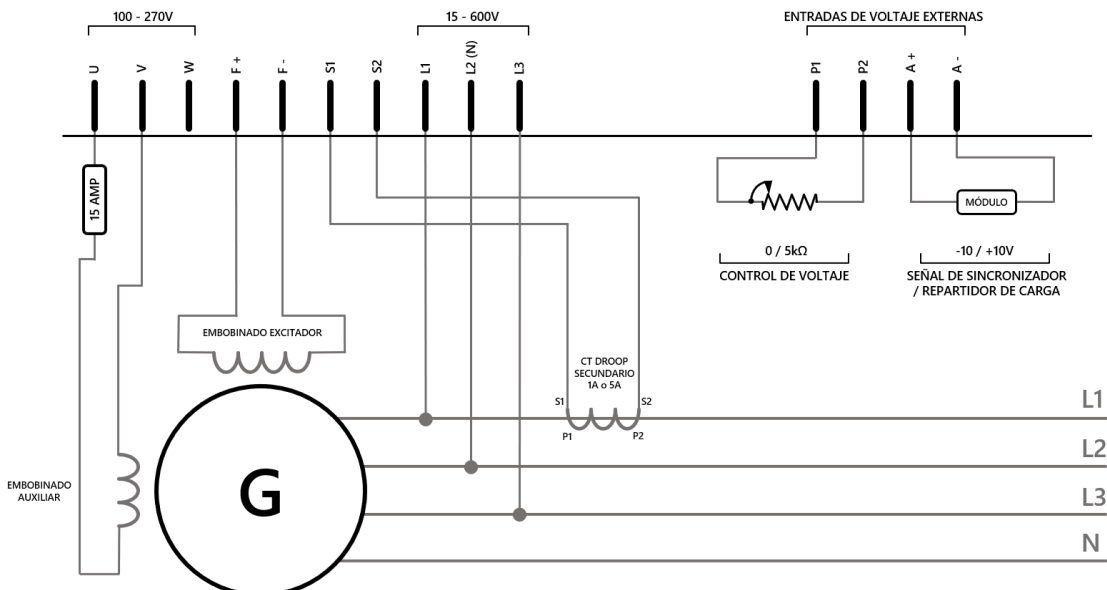 100 - 270V
15 - 600V
ENTRADAS DE VOLTAJE EXTERNAS
U
V
W
F +
F -
S1
S2
L1
L2 (N)
L3
P1
P2
A +
A -
15 AMP
MÓDULO
0 / 5kΩ
CONTROL DE VOLTAJE
-10 / +10V
SEÑAL DE SINCRONIZADOR
/ REPARTIDOR DE CARGA
EMBOBINADO EXCITADOR
CT DROOP
SECUNDARIO
1A o 5A
S1
S2
P1
P2
L1
L2
L3
N
EMBOBINADO
AUXILIAR
G